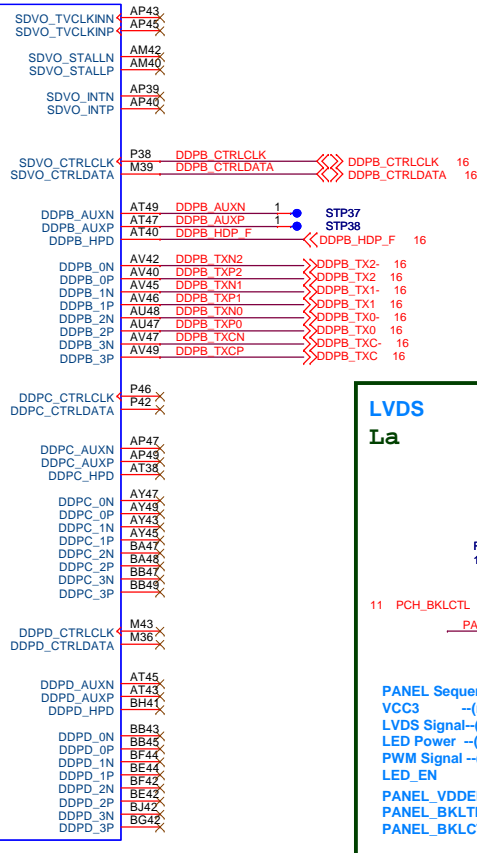 SDVO_TVCLKINN AP43
SDVO_TVCLKINP AP45
SDVO_STALLN AM42
SDVO_STALLP AM40
SDVO_INTN AP39
SDVO_INTP AP40
SDVO_CTRLCLK P38 DDPB_CTRLCLK DDPB_CTRLCLK 16
SDVO_CTRLDATA M39 DDPB_CTRLDATA DDPB_CTRLDATA 16
DDPB_AUXN AT49 DDPB_AUXN 1 STP37
DDPB_AUXP AT47 DDPB_AUXP 1 STP38
DDPB_HPD AT40 DDPB_HDP_F DDPB_HDP_F 16
DDPB_0N AV42 DDPB_TXN2 DDPB_TX2- 16
DDPB_0P AV40 DDPB_TXP2 DDPB_TX2 16
DDPB_1N AV45 DDPB_TXN1 DDPB_TX1- 16
DDPB_1P AV46 DDPB_TXP1 DDPB_TX1 16
DDPB_2N AU48 DDPB_TXN0 DDPB_TX0- 16
DDPB_2P AU47 DDPB_TXP0 DDPB_TX0 16
DDPB_3N AV47 DDPB_TXCN DDPB_TXC- 16
DDPB_3P AV49 DDPB_TXCP DDPB_TXC 16
DDPC_CTRLCLK P46
DDPC_CTRLDATA P42
DDPC_AUXN AP47
DDPC_AUXP AP49
DDPC_HPD AT38
DDPC_0N AY47
DDPC_0P AY49
DDPC_1N AY43
DDPC_1P AY45
DDPC_2N BA47
DDPC_2P BA48
DDPC_3N BB47
DDPC_3P BB49
DDPD_CTRLCLK M43
DDPD_CTRLDATA M36
DDPD_AUXN AT45
DDPD_AUXP AT43
DDPD_HPD BH41
DDPD_0N BB43
DDPD_0P BB45
DDPD_1N BF44
DDPD_1P BE44
DDPD_2N BF42
DDPD_2P BE42
DDPD_3N BJ42
DDPD_3P BG42
LVDS
La
11 PCH_BKLCTL
PA
PANEL Seque
VCC3 --(
LVDS Signal--(
LED Power --(
PWM Signal --
LED_EN
PANEL_VDDE
PANEL_BKLT
PANEL_BKLC